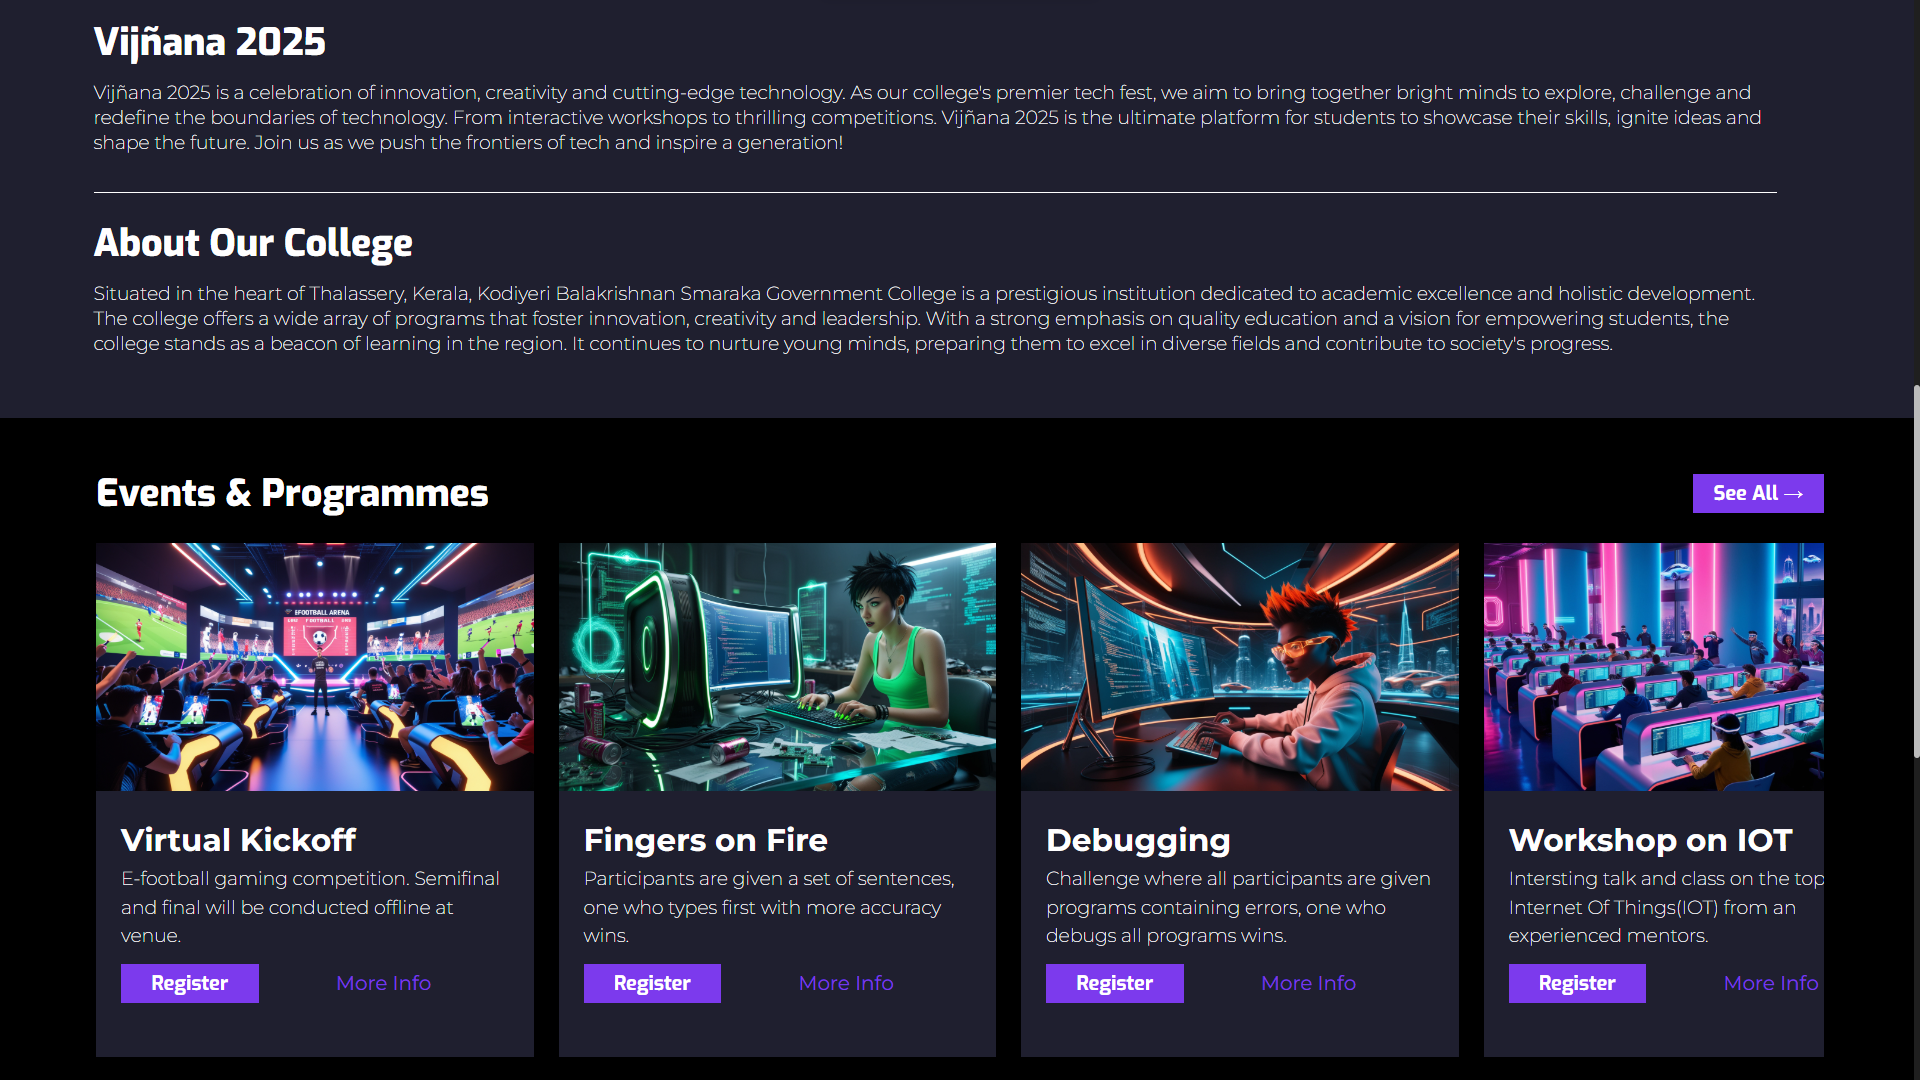 Vijñana 2025
Vijñana 2025 is a celebration of innovation, creativity and cutting-edge technology. As our college's premier tech fest, we aim to bring together bright minds to explore, challenge and
redefine the boundaries of technology. From interactive workshops to thrilling competitions. Vijñana 2025 is the ultimate platform for students to showcase their skills, ignite ideas and
shape the future. Join us as we push the frontiers of tech and inspire a generation!
About Our College
Situated in the heart of Thalassery, Kerala, Kodiyeri Balakrishnan Smaraka Government College is a prestigious institution dedicated to academic excellence and holistic development.
The college offers a wide array of programs that foster innovation, creativity and leadership. With a strong emphasis on quality education and a vision for empowering students, the
college stands as a beacon of learning in the region. It continues to nurture young minds, preparing them to excel in diverse fields and contribute to society's progress.
Events & Programmes
See All →
EFOOTBALL ARENA
FOOTBALL
Virtual Kickoff
E-football gaming competition. Semifinal
and final will be conducted offline at
venue.
Register
More Info
Fingers on Fire
Participants are given a set of sentences,
one who types first with more accuracy
wins.
Register
More Info
Debugging
Challenge where all participants are given
programs containing errors, one who
debugs all programs wins.
Register
More Info
Workshop on IOT
Intersting talk and class on the top
Internet Of Things(IOT) from an
experienced mentors.
Register
More Info